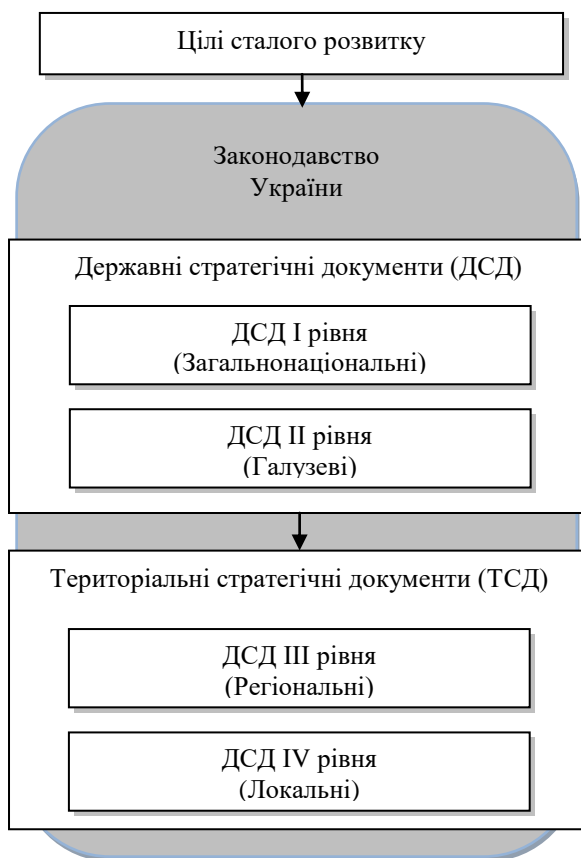 Цілі сталого розвитку
Законодавство
України
Державні стратегічні документи (ДСД)
ДСД І рівня
(Загальнонаціональні)
ДСД ІІ рівня
(Галузеві)
Територіальні стратегічні документи (ТСД)
ДСД ІІІ рівня
(Регіональні)
ДСД IV рівня
(Локальні)